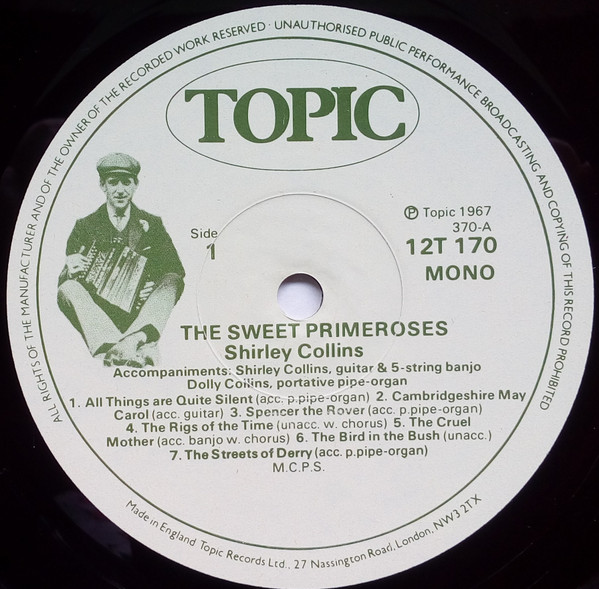 ALL RIGHTS OF THE MANUFACTURER AND OF THE OWNER OF THE RECORDED WORK RESERVED · UNAUTHORISED PUBLIC PERFORMANCE BROADCASTING AND COPYING OF THIS RECORD PROHIBITED
TOPIC
Side
1
℗ Topic 1967
370-A
12T 170
MONO
THE SWEET PRIMEROSES
Shirley Collins
Accompaniments: Shirley Collins, guitar & 5-string banjo
Dolly Collins, portative pipe-organ
1. All Things are Quite Silent (acc. p.pipe-organ) 2. Cambridgeshire May
Carol (acc. guitar) 3. Spencer the Rover (acc. p.pipe-organ)
4. The Rigs of the Time (unacc. w. chorus) 5. The Cruel
Mother (acc. banjo w. chorus) 6. The Bird in the Bush (unacc.)
7. The Streets of Derry (acc. p.pipe-organ)
M.C.P.S.
Made in England Topic Records Ltd., 27 Nassington Road, London, NW3 2TX